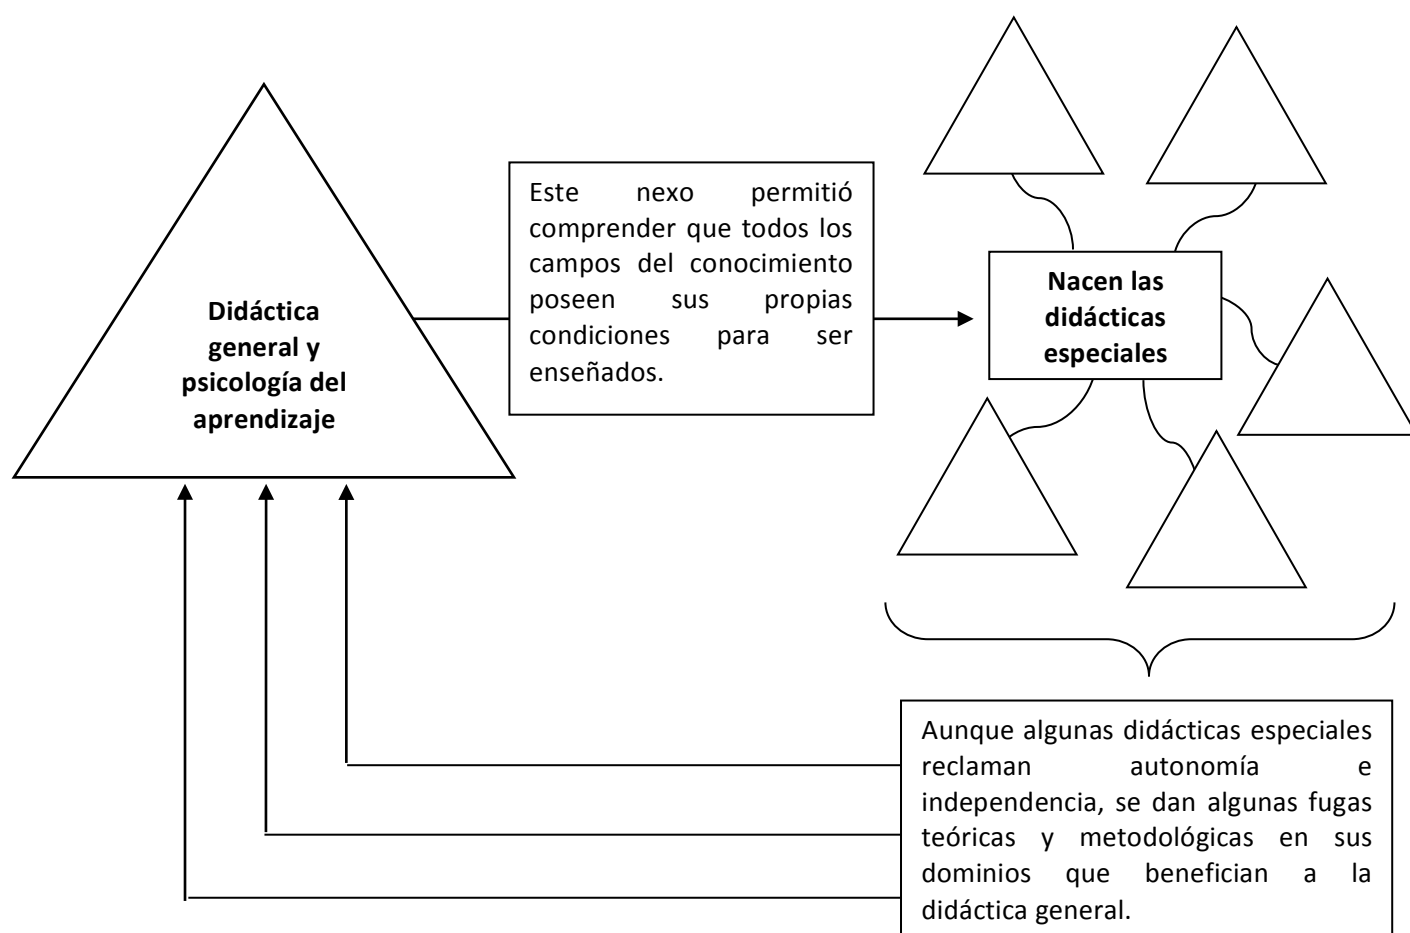 Didáctica
general y
psicología del
aprendizaje
Este nexo permitió
comprender que todos los
campos del conocimiento
poseen sus propias
condiciones para ser
enseñados.
Nacen las
didácticas
especiales
Aunque algunas didácticas especiales
reclaman autonomía e
independencia, se dan algunas fugas
teóricas y metodológicas en sus
dominios que benefician a la
didáctica general.